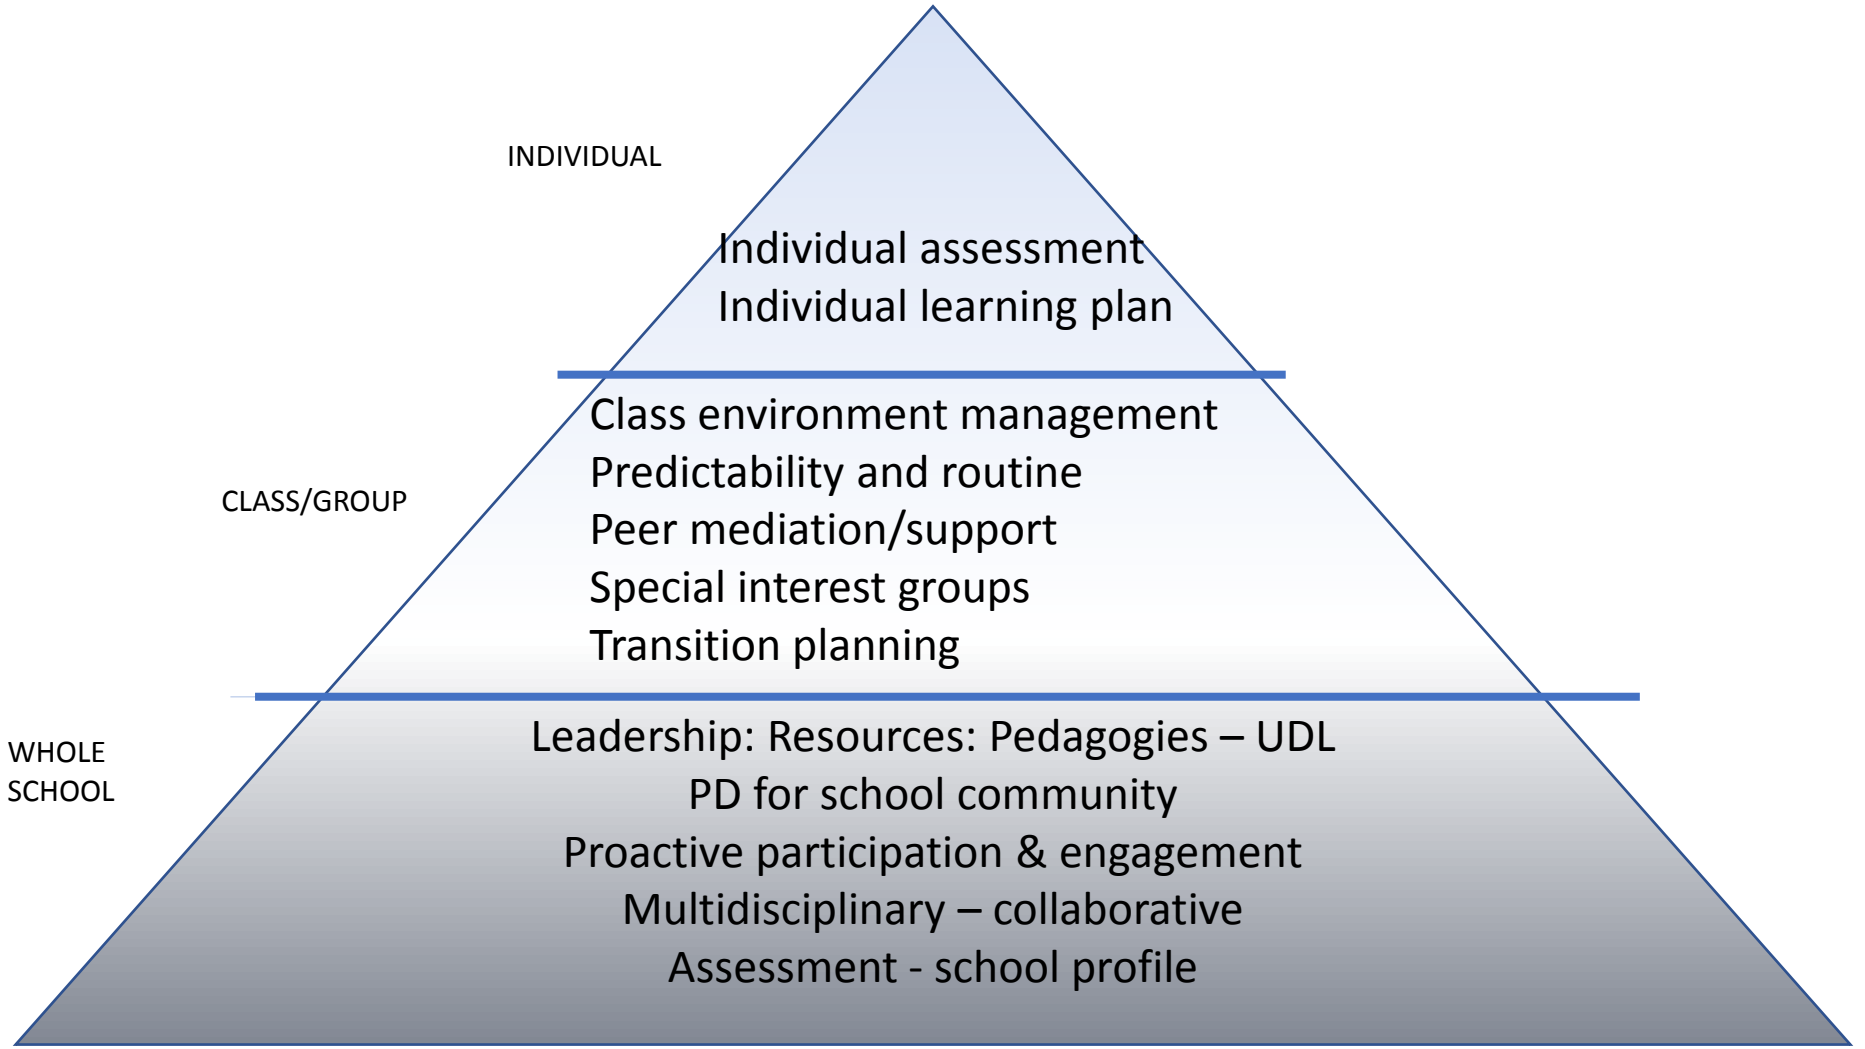 INDIVIDUAL
Individual assessment
Individual learning plan
CLASS/GROUP
Class environment management
Predictability and routine
Peer mediation/support
Special interest groups
Transition planning
WHOLE
SCHOOL
Leadership: Resources: Pedagogies – UDL
PD for school community
Proactive participation & engagement
Multidisciplinary – collaborative
Assessment - school profile